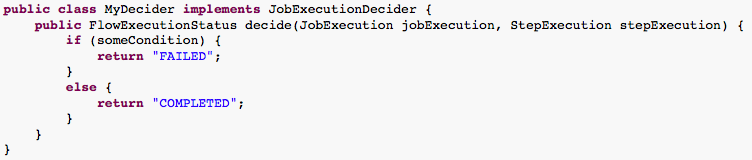 public class MyDecider implements JobExecutionDecider {
    public FlowExecutionStatus decide(JobExecution jobExecution, StepExecution stepExecution) {
        if (someCondition) {
            return "FAILED";
        }
        else {
            return "COMPLETED";
        }
    }
}